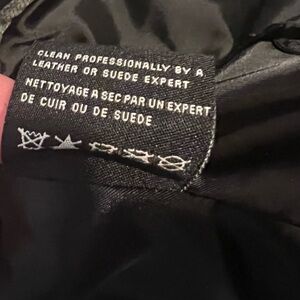 CLEAN PROFESSIONALLY BY A
LEATHER OR SUEDE EXPERT
NETTOYAGE A SEC PAR UN EXPERT
DE CUIR OU DE SUEDE